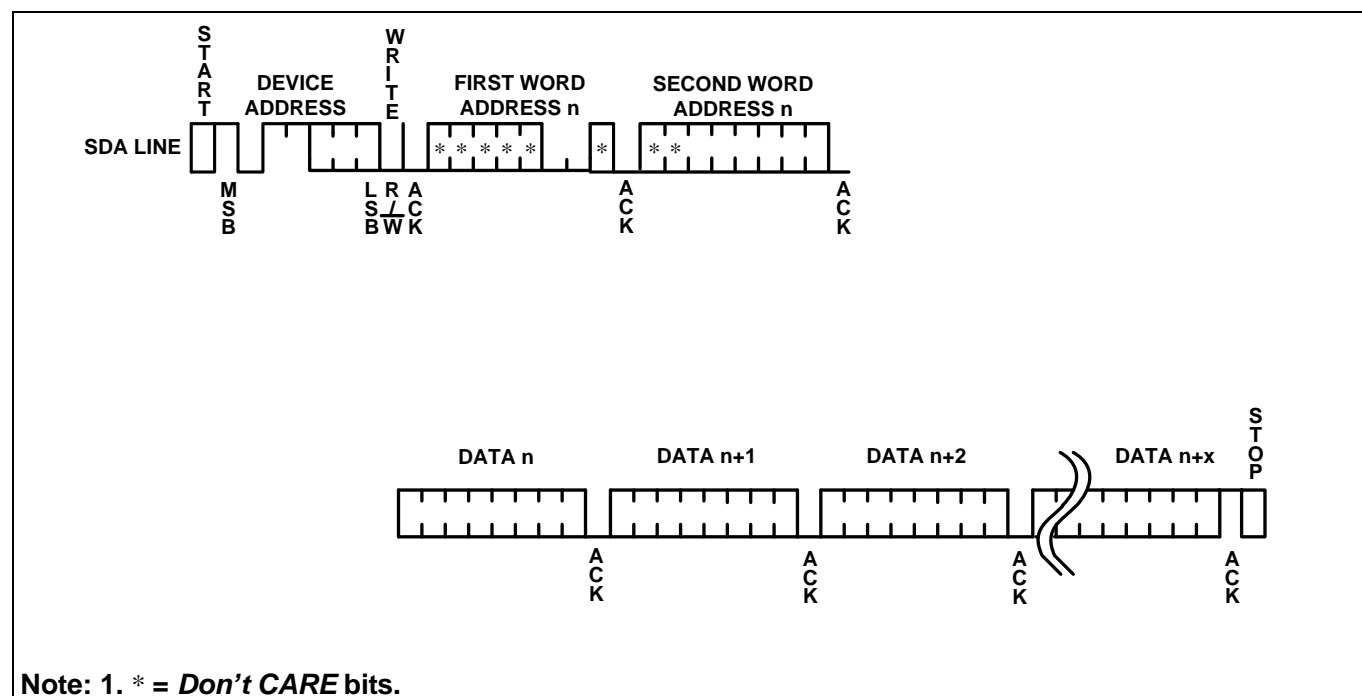 START
WRITE
DEVICE
ADDRESS
FIRST WORD
ADDRESS n
SECOND WORD
ADDRESS n
SDA LINE
* * * * *
*
* *
MSB
LSB
R/W
ACK
ACK
ACK
STOP
DATA n
DATA n+1
DATA n+2
DATA n+x
ACK
ACK
ACK
ACK
Note: 1. * = Don't CARE bits.